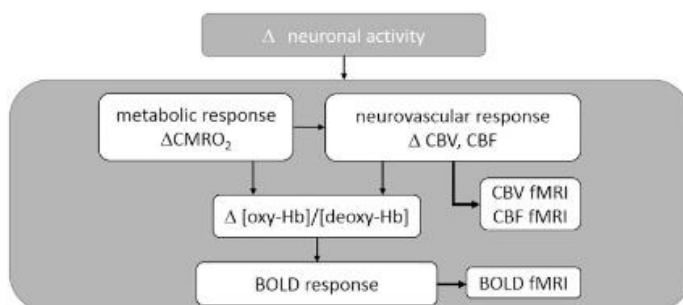 Δ neuronal activity
metabolic response
ΔCMRO₂
neurovascular response
Δ CBV, CBF
CBV fMRI
CBF fMRI
Δ [oxy-Hb]/[deoxy-Hb]
BOLD response
BOLD fMRI